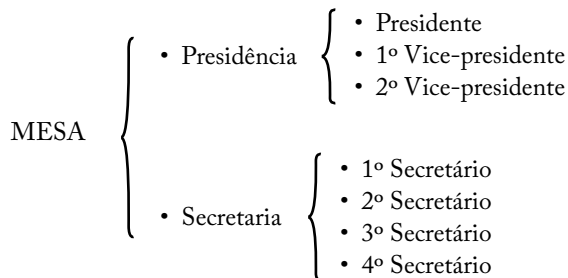 MESA
• Presidência
• Presidente
• 1º Vice-presidente
• 2º Vice-presidente
• Secretaria
• 1º Secretário
• 2º Secretário
• 3º Secretário
• 4º Secretário